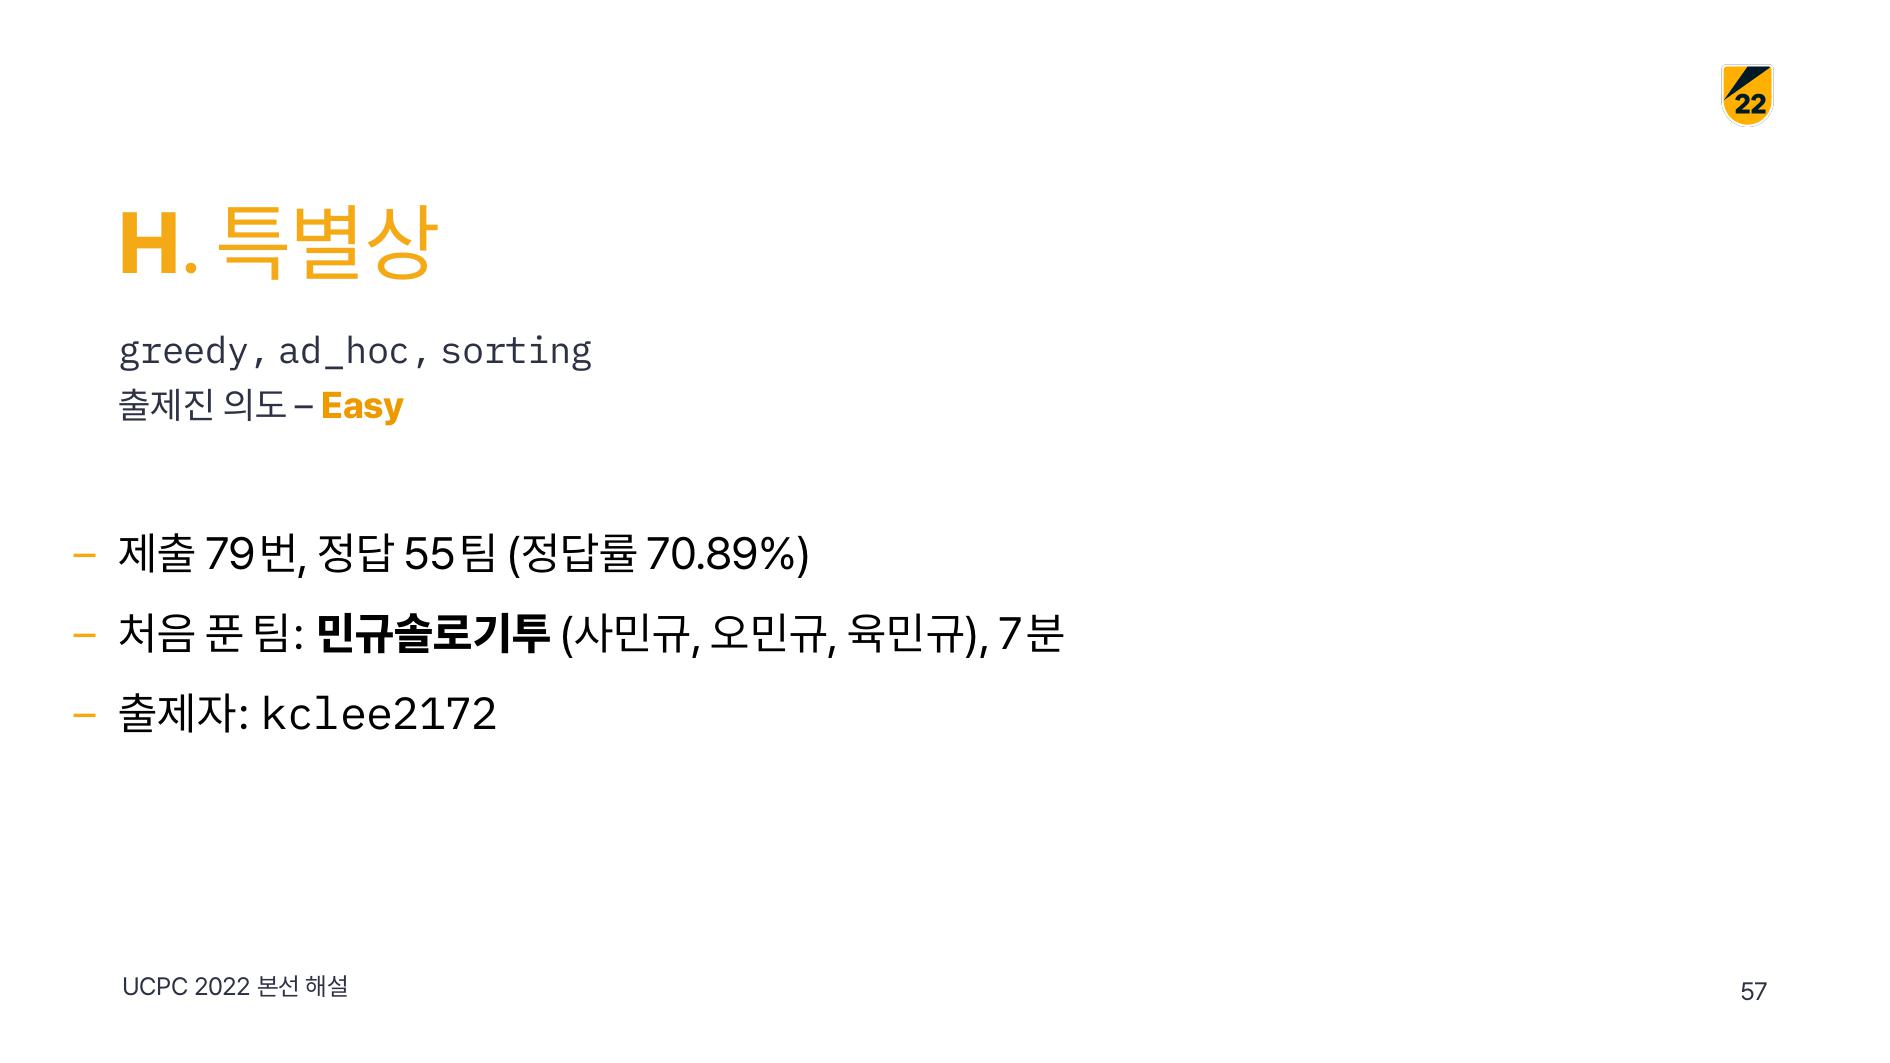 22
H. 특별상
greedy, ad_hoc, sorting
출제진 의도 – Easy
– 제출 79번, 정답 55팀 (정답률 70.89%)
– 처음 푼 팀: 민규솔로기투 (사민규, 오민규, 육민규), 7분
– 출제자: kclee2172
UCPC 2022 본선 해설
57